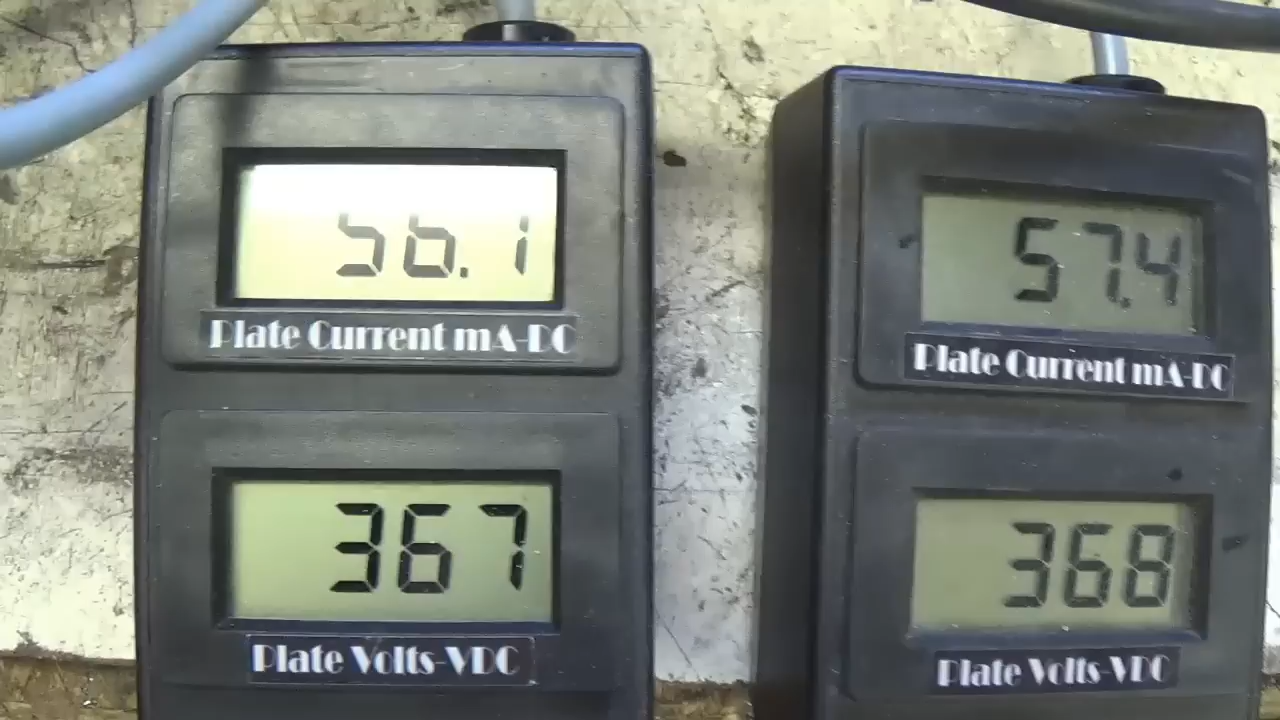 56.1
Plate Current mA-DC
367
Plate Volts-VDC
57.4
Plate Current mA-DC
368
Plate Volts-VDC